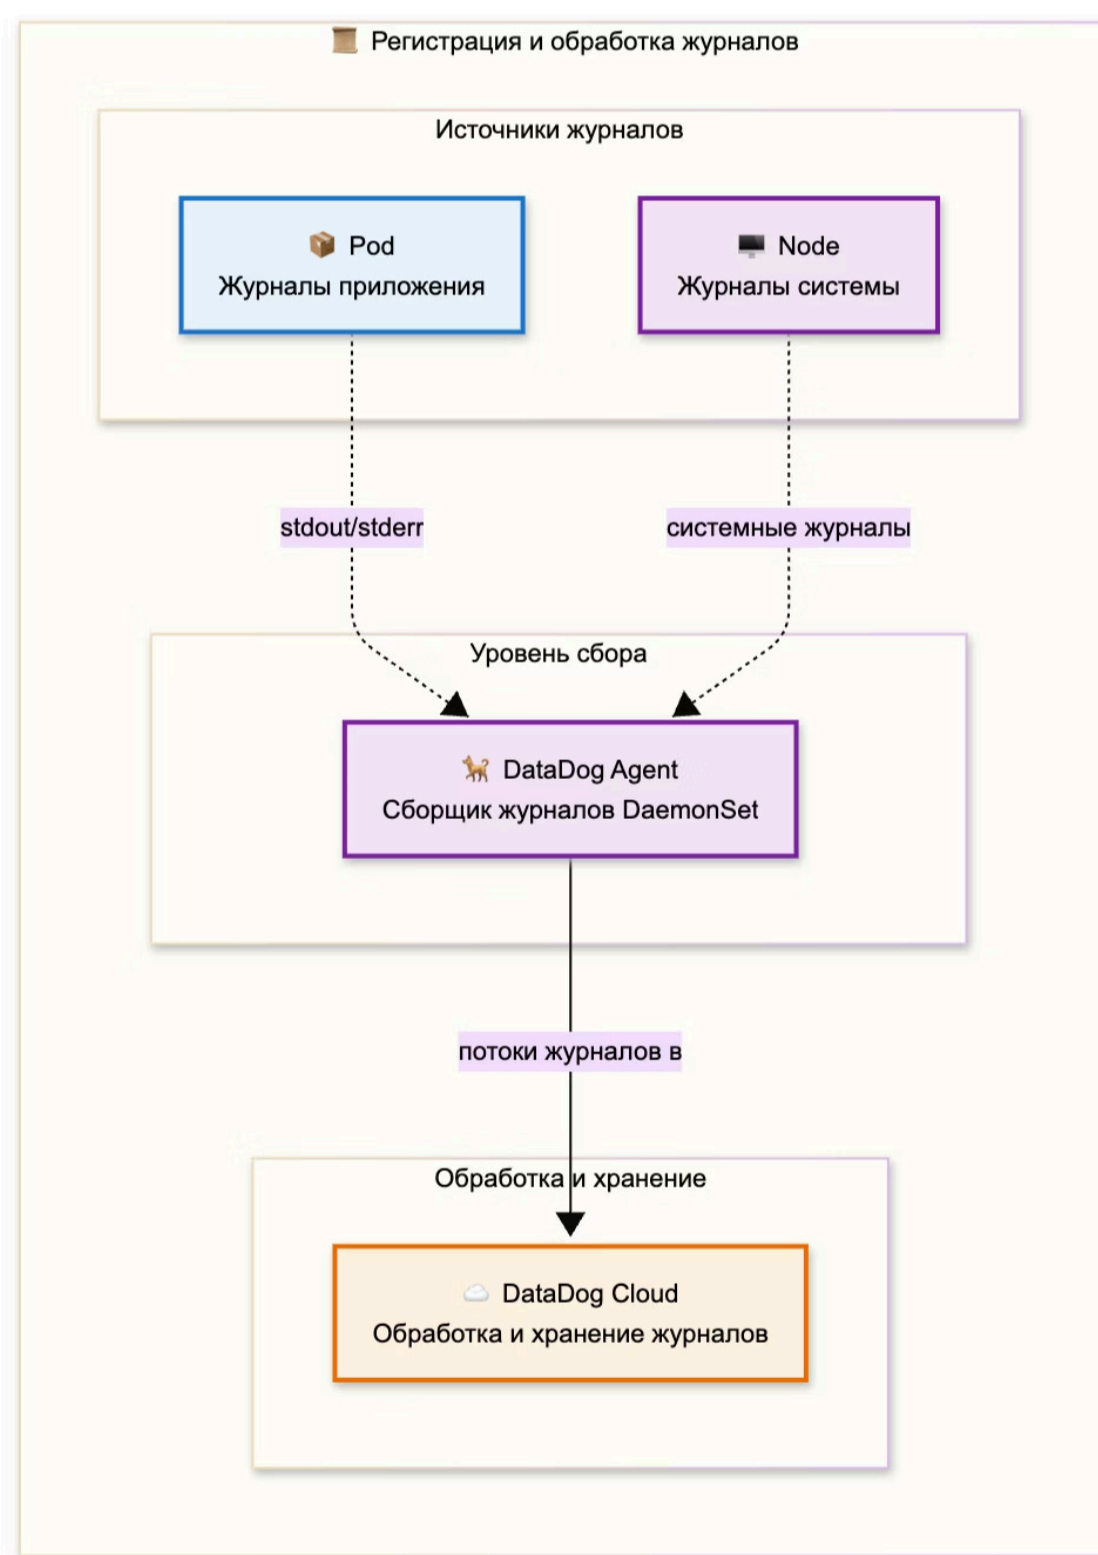 📜 Регистрация и обработка журналов
Источники журналов
📦 Pod
Журналы приложения
🖥️ Node
Журналы системы
stdout/stderr
системные журналы
Уровень сбора
🐕 DataDog Agent
Сборщик журналов DaemonSet
потоки журналов в
Обработка и хранение
☁️ DataDog Cloud
Обработка и хранение журналов